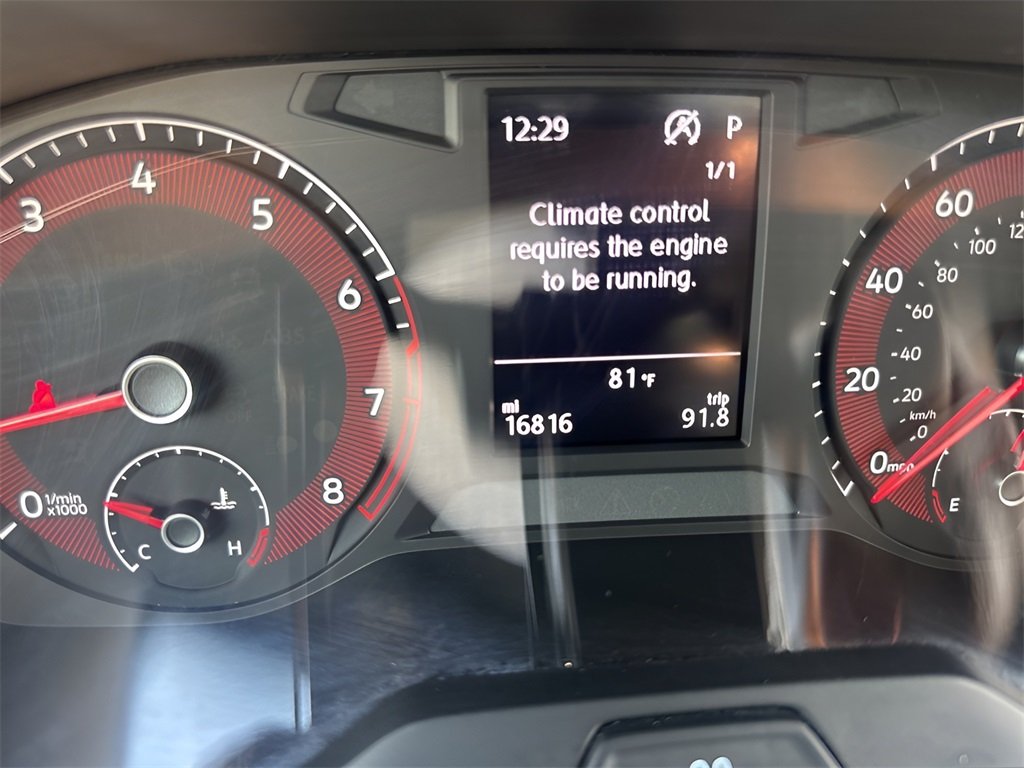 12:29 P
1/1
Climate control
requires the engine
to be running.
81°F
mi trip
16816 91.8
3
4
5
6
7
8
0 1/min
x1000
C H
60
40
20
0
100
80
60
40
20
km/h
0
E